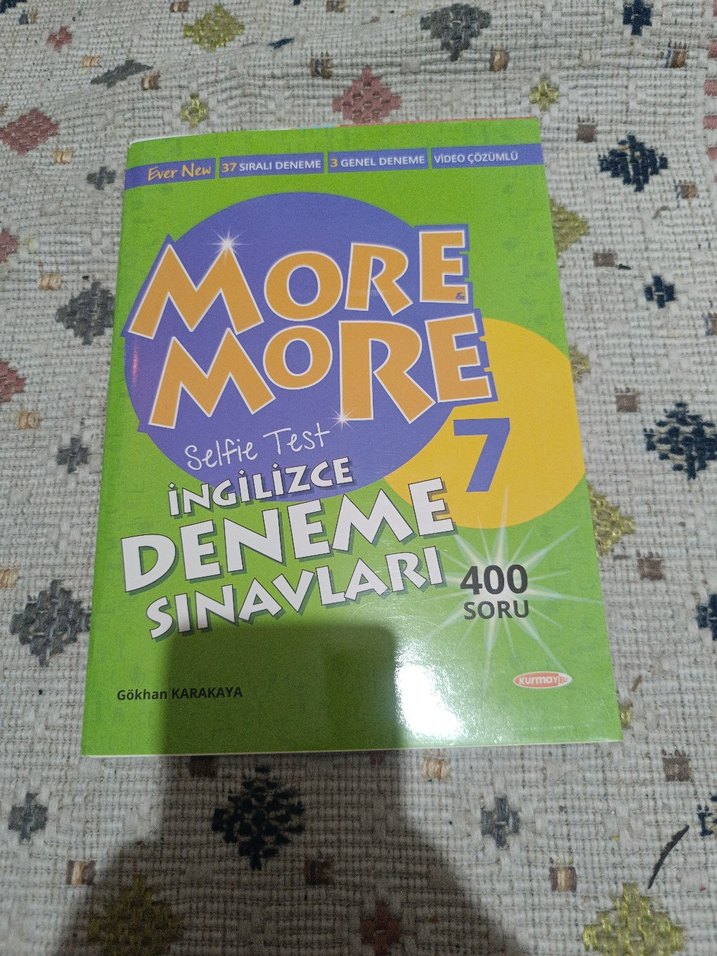 Ever New 37 SIRALI DENEME 3 GENEL DENEME VİDEO ÇÖZÜMLÜ
MORE &
MORE
7
Selfie Test
İNGİLİZCE
DENEME
SINAVLARI
400
SORU
kurmay
Gökhan KARAKAYA